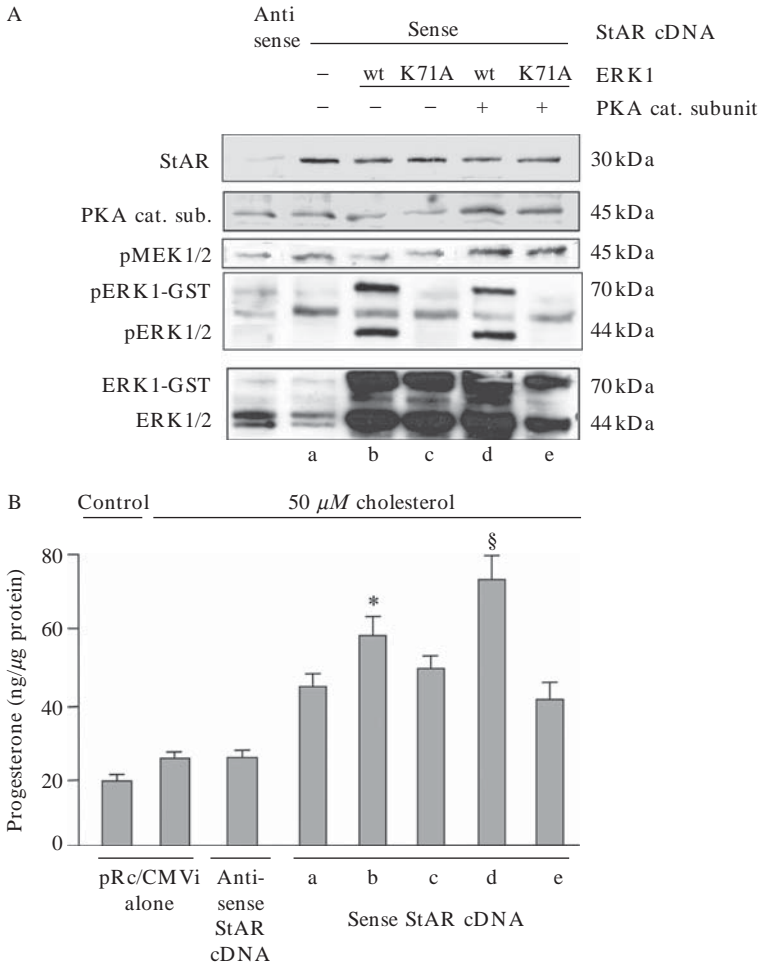 A
Anti
sense
Sense
StAR cDNA
– wt K71A wt K71A ERK1
– – – + + PKA cat. subunit
StAR 30 kDa
PKA cat. sub. 45 kDa
pMEK1/2 45 kDa
pERK1-GST 70 kDa
pERK1/2 44 kDa
ERK1-GST 70 kDa
ERK1/2 44 kDa
a b c d e
B Control 50 μM cholesterol
Progesterone (ng/μg protein)
80
60
40
20
0
*
§
pRc/CMVi
alone
Anti-
sense
StAR
cDNA
a b c d e
Sense StAR cDNA